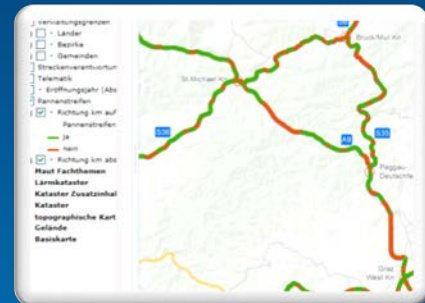 Verwaltungsgrenzen
Länder
Bezirke
Gemeinden
Streckenverantwortun
Telematik
Eröffnungsjahr (Abs
Pannenstreifen
Richtung km auf
Pannenstreifen
ja
nein
Richtung km abs
Maut Fachthemen
Lärmkataster
Kataster Zusatzinhal
Kataster
topographische Kart
Gelände
Basiskarte
Bruck/Mur Kn
St.Michael Kn
S36
A9
S35
Peggau-
Deutschfe
Graz
West Kn